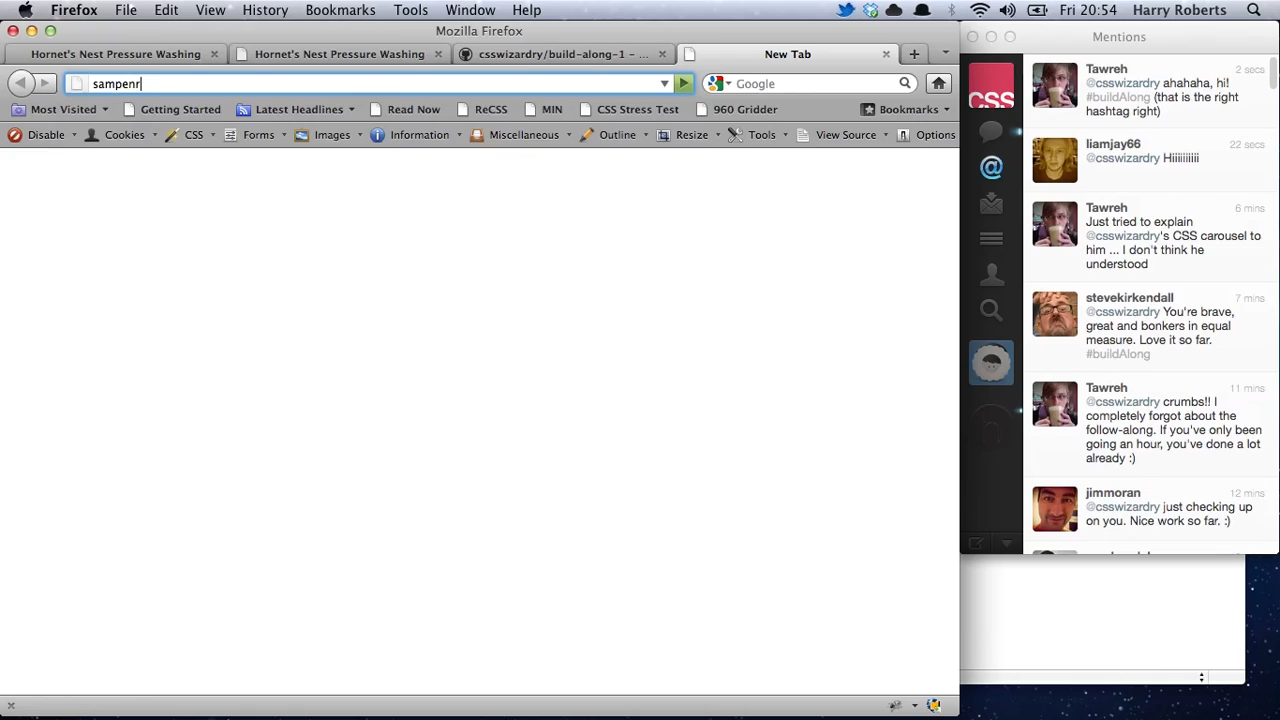 Firefox File Edit View History Bookmarks Tools Window Help Fri 20:54 Harry Roberts
Mozilla Firefox
Hornet's Nest Pressure Washing Hornet's Nest Pressure Washing csswizardry/build-along-1 – ... New Tab
sampenr Google
Most Visited Getting Started Latest Headlines Read Now ReCSS MIN CSS Stress Test 960 Gridder Bookmarks
Disable Cookies CSS Forms Images Information Miscellaneous Outline Resize Tools View Source Options
Mentions
CSS
Tawreh 2 secs
@csswizardry ahahaha, hi!
#buildAlong (that is the right
hashtag right)
liamjay66 22 secs
@csswizardry Hiiiiiiiiii
Tawreh 6 mins
Just tried to explain
@csswizardry's CSS carousel to
him ... I don't think he
understood
stevekirkendall 7 mins
@csswizardry You're brave,
great and bonkers in equal
measure. Love it so far.
#buildAlong
Tawreh 11 mins
@csswizardry crumbs!! I
completely forgot about the
follow-along. If you've only been
going an hour, you've done a lot
already :)
jimmoran 12 mins
@csswizardry just checking up
on you. Nice work so far. :)